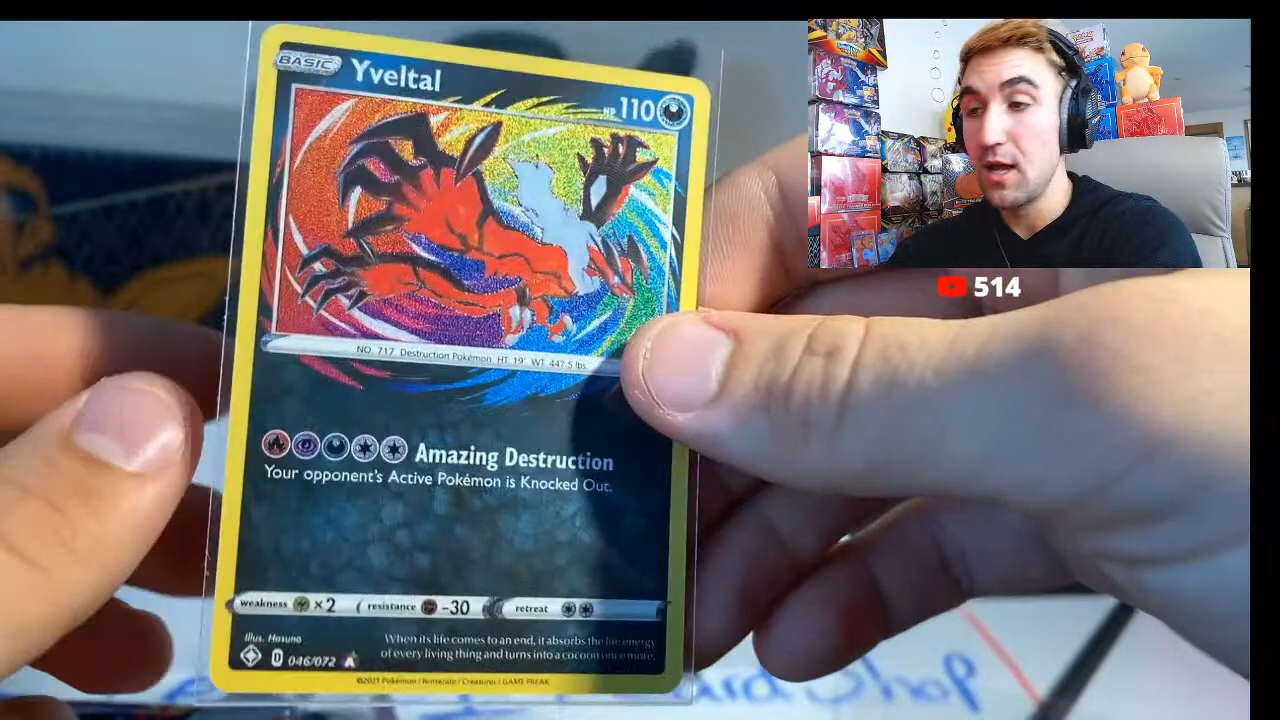 BASIC Yveltal
HP 110
514
NO. 717 Destruction Pokémon HT 19" WT 447.5 lbs.
Amazing Destruction
Your opponent's Active Pokémon is Knocked Out.
weakness ×2 resistance -30 retreat
Illus. Hasuno
When its life comes to an end, it absorbs the life energy
of every living thing and turns into a cocoon once more.
D 046/072
©2021 Pokémon / Nintendo / Creatures / GAME FREAK